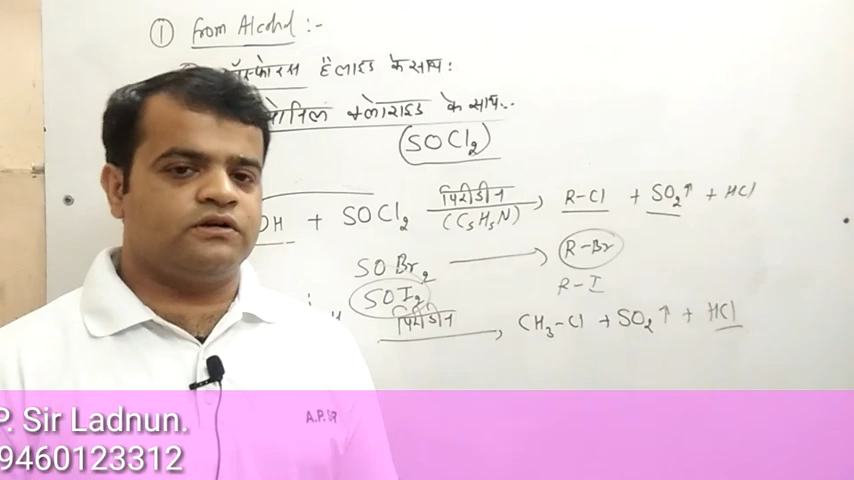 ① from Alcohol :-
हैलाइड के साथ :
क्लोराइड के साथ..
(SOCl₂)
OH + SOCl₂ पिरीडीन (C₅H₅N) → R-Cl + SO₂↑ + HCl
SOBr₂ → R-Br
SOI₂ R-I
पिरीडीन → CH₃-Cl + SO₂↑ + HCl
A.P. SIR
P. Sir Ladnun.
9460123312